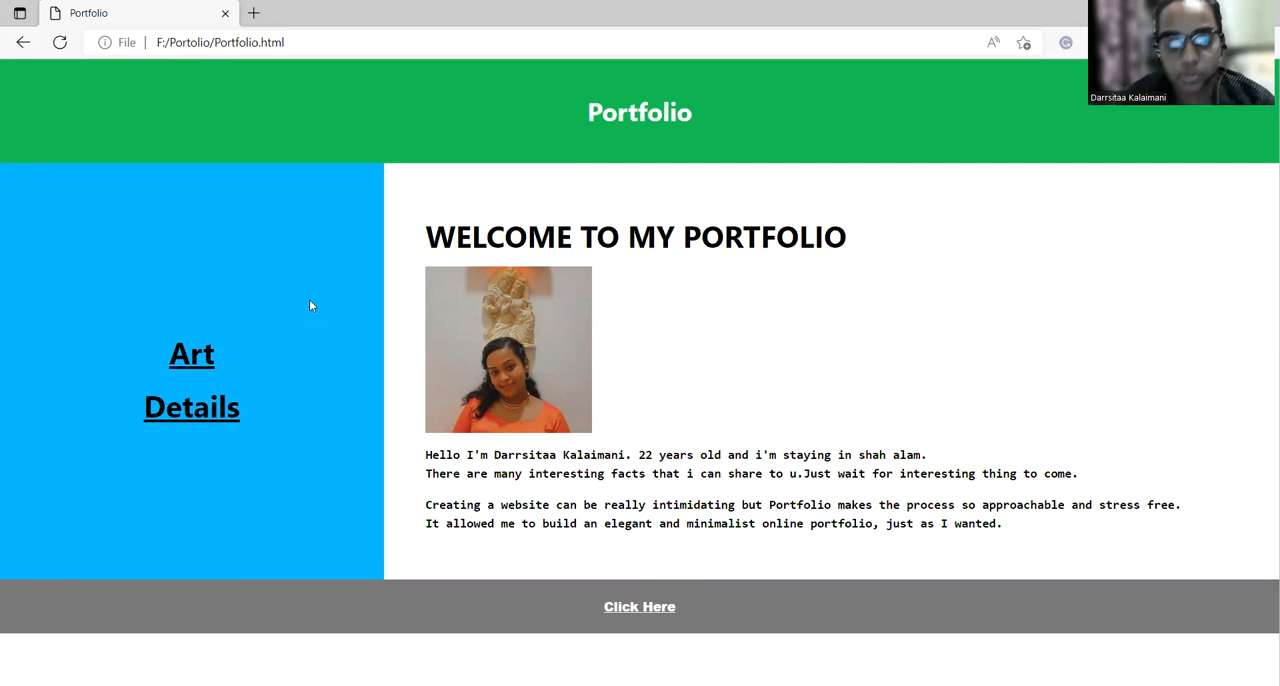 Portfolio
File | F:/Portolio/Portfolio.html
Darrsitaa Kalaimani
Portfolio
Art
Details
WELCOME TO MY PORTFOLIO
Hello I'm Darrsitaa Kalaimani. 22 years old and i'm staying in shah alam.
There are many interesting facts that i can share to u.Just wait for interesting thing to come.
Creating a website can be really intimidating but Portfolio makes the process so approachable and stress free.
It allowed me to build an elegant and minimalist online portfolio, just as I wanted.
Click Here